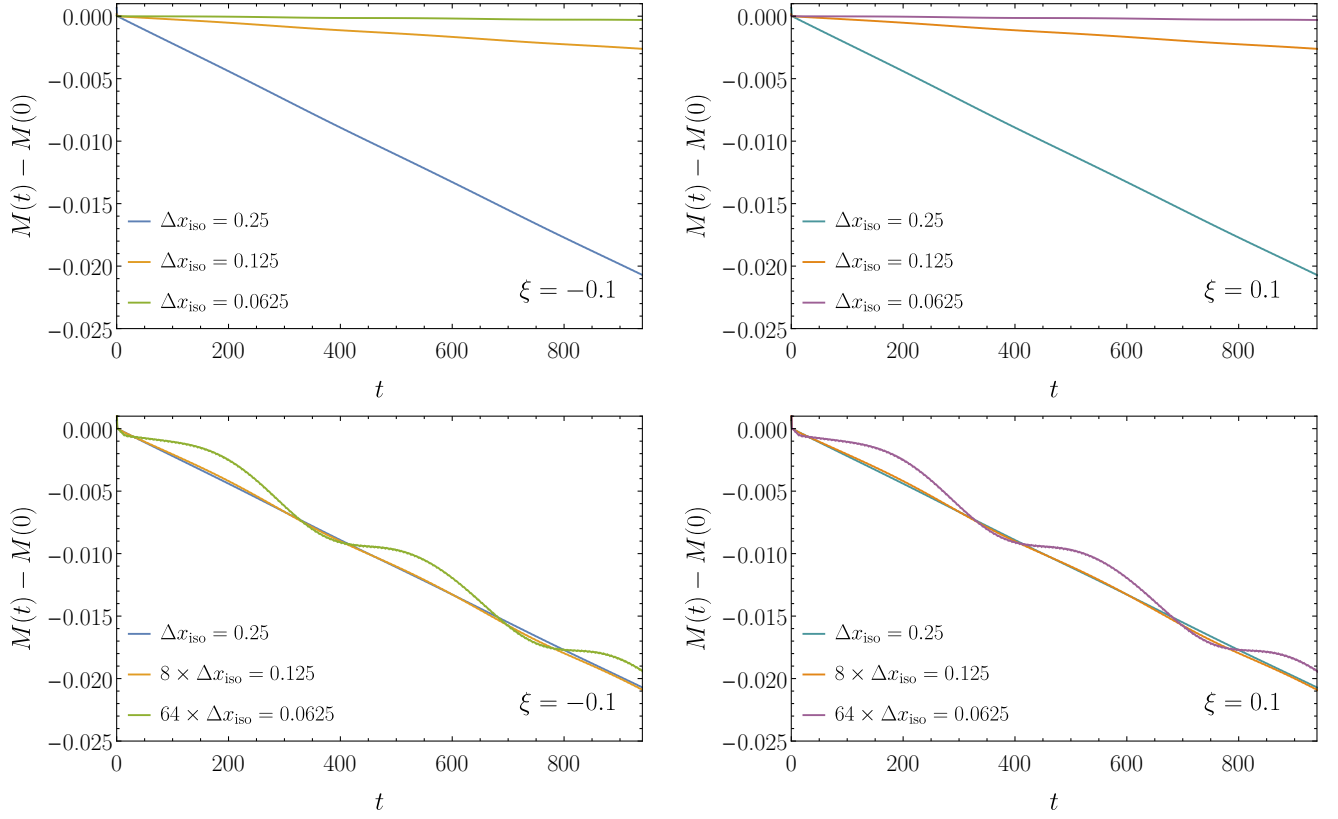 0.000
−0.005
−0.010
−0.015
−0.020
−0.025
M(t) − M(0)
Δx_iso = 0.25
Δx_iso = 0.125
Δx_iso = 0.0625
ξ = −0.1
0 200 400 600 800
t
0.000
−0.005
−0.010
−0.015
−0.020
−0.025
M(t) − M(0)
Δx_iso = 0.25
Δx_iso = 0.125
Δx_iso = 0.0625
ξ = 0.1
0 200 400 600 800
t
0.000
−0.005
−0.010
−0.015
−0.020
−0.025
M(t) − M(0)
Δx_iso = 0.25
8 × Δx_iso = 0.125
64 × Δx_iso = 0.0625
ξ = −0.1
0 200 400 600 800
t
0.000
−0.005
−0.010
−0.015
−0.020
−0.025
M(t) − M(0)
Δx_iso = 0.25
8 × Δx_iso = 0.125
64 × Δx_iso = 0.0625
ξ = 0.1
0 200 400 600 800
t